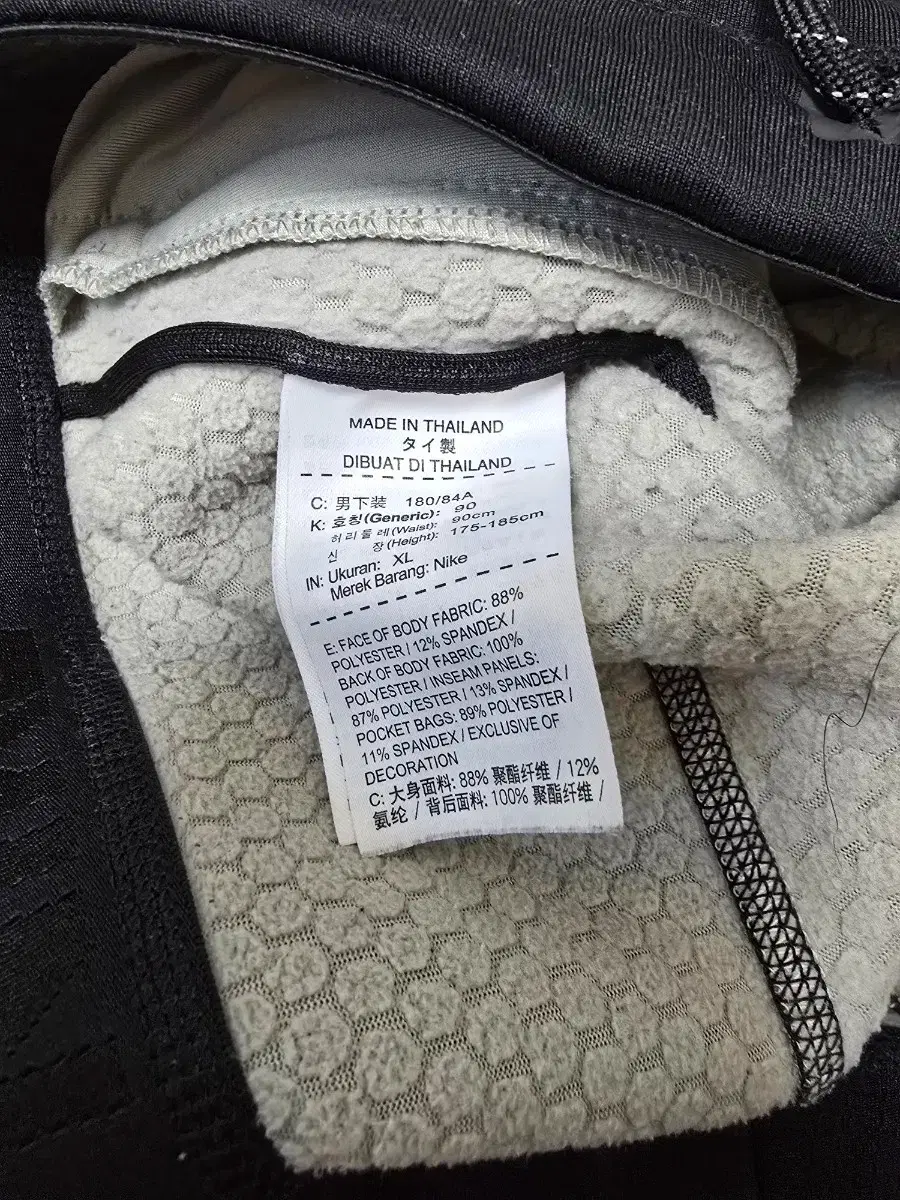 MADE IN THAILAND
タイ製
DIBUAT DI THAILAND
C: 男下装 180/84A
K: 호칭(Generic): 90
허리둘레(Waist): 90cm
신 장(Height): 175-185cm
IN: Ukuran: XL
Merek Barang: Nike
E: FACE OF BODY FABRIC: 88%
POLYESTER / 12% SPANDEX /
BACK OF BODY FABRIC: 100%
POLYESTER / INSEAM PANELS:
87% POLYESTER / 13% SPANDEX /
POCKET BAGS: 89% POLYESTER /
11% SPANDEX / EXCLUSIVE OF
DECORATION
C: 大身面料: 88% 聚酯纤维 / 12%
氨纶 / 背后面料: 100% 聚酯纤维 /